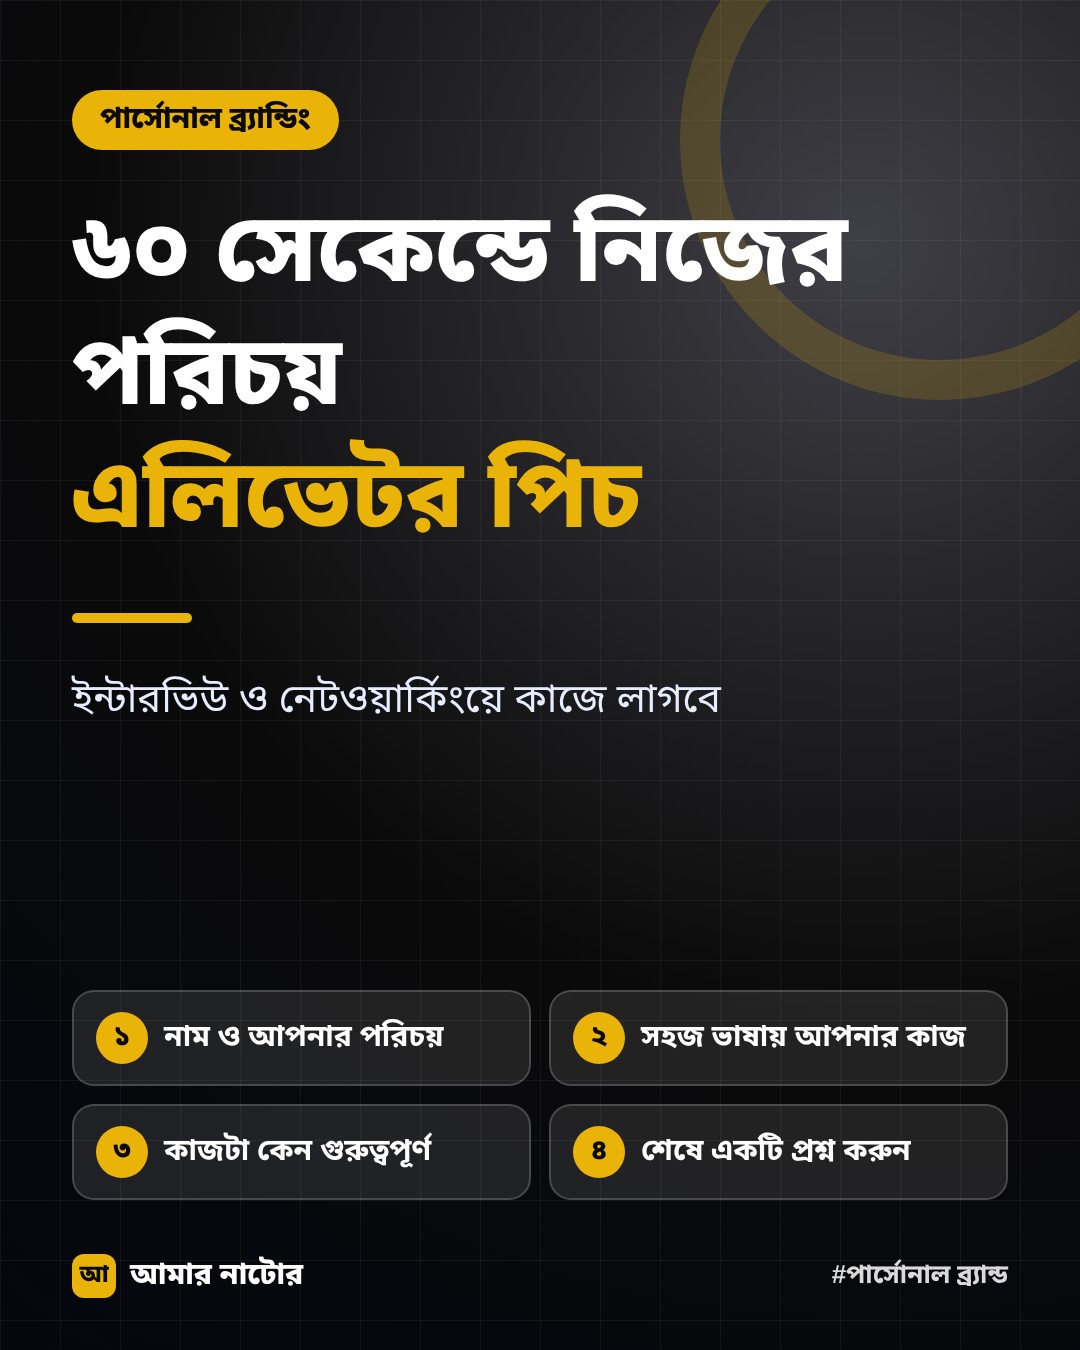 পার্সোনাল ব্র্যান্ডিং
৬০ সেকেন্ডে নিজের
পরিচয়
এলিভেটর পিচ
ইন্টারভিউ ও নেটওয়ার্কিংয়ে কাজে লাগবে
১ নাম ও আপনার পরিচয়
২ সহজ ভাষায় আপনার কাজ
৩ কাজটা কেন গুরুত্বপূর্ণ
৪ শেষে একটি প্রশ্ন করুন
আ আমার নাটোর
#পার্সোনাল ব্র্যান্ড